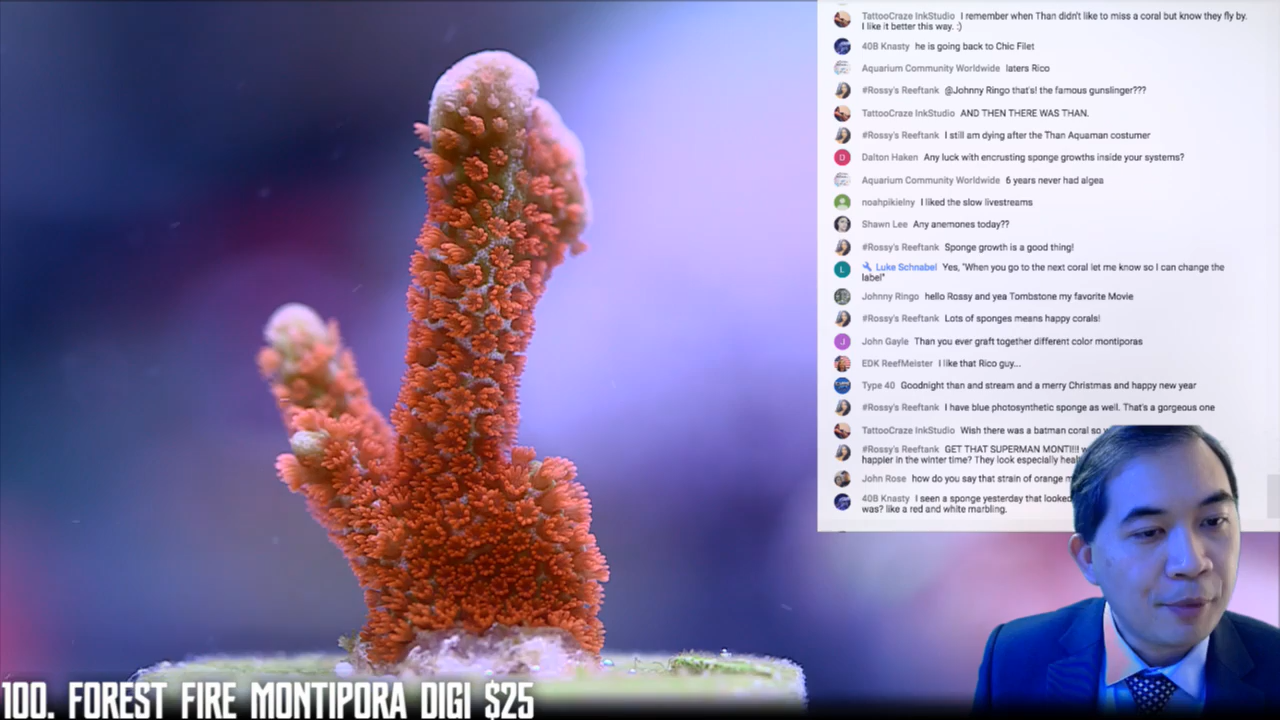 TattooCraze InkStudio I remember when Than didn't like to miss a coral but know they fly by.
I like it better this way. :)
40B Knasty he is going back to Chic Filet
Aquarium Community Worldwide laters Rico
#Rossy's Reeftank @Johnny Ringo that's! the famous gunslinger???
TattooCraze InkStudio AND THEN THERE WAS THAN.
#Rossy's Reeftank I still am dying after the Than Aquaman costumer
D Dalton Haken Any luck with encrusting sponge growths inside your systems?
Aquarium Community Worldwide 6 years never had algea
noahpikielny I liked the slow livestreams
Shawn Lee Any anemones today??
#Rossy's Reeftank Sponge growth is a good thing!
L Luke Schnabel Yes, "When you go to the next coral let me know so I can change the
label"
Johnny Ringo hello Rossy and yea Tombstone my favorite Movie
#Rossy's Reeftank Lots of sponges means happy corals!
J John Gayle Than you ever graft together different color montiporas
EDK ReefMeister I like that Rico guy...
Type 40 Goodnight than and stream and a merry Christmas and happy new year
#Rossy's Reeftank I have blue photosynthetic sponge as well. That's a gorgeous one
TattooCraze InkStudio Wish there was a batman coral so
#Rossy's Reeftank GET THAT SUPERMAN MONTI!!!
happier in the winter time? They look especially
John Rose how do you say that strain of orange
40B Knasty I seen a sponge yesterday that looked
was? like a red and white marbling.
100. FOREST FIRE MONTIPORA DIGI $25